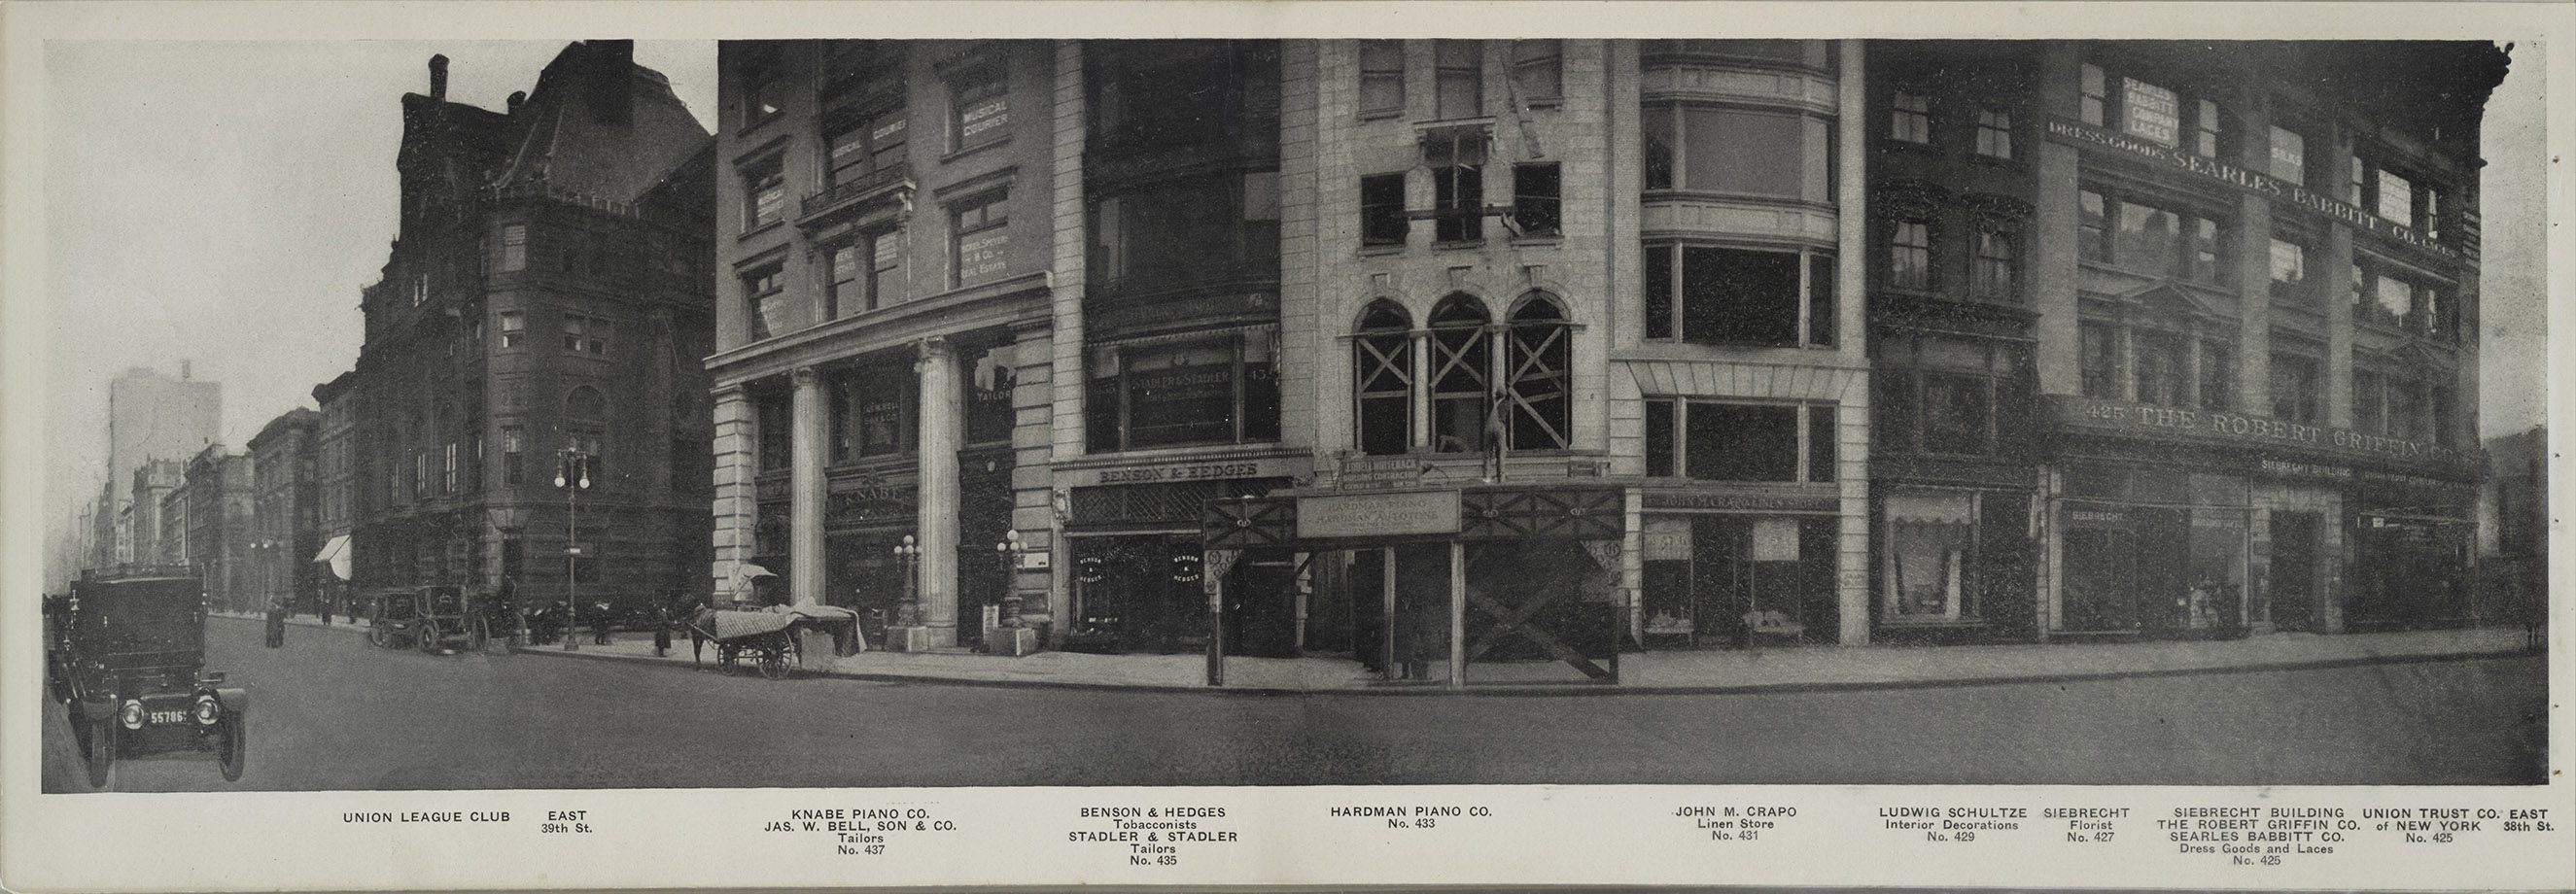 MUSICAL
COURIER
COURIER
REAL ESTATE
TAILOR
KNABE
STADLER & STADLER
BENSON & HEDGES
BENSON
&
HEDGES
BENSON
&
HEDGES
HARDMAN PIANO
SEARLES
BABBITT
COMPANY
LACES
SILKS
DRESS GOODS SEARLES BABBITT CO. LACES
425 THE ROBERT GRIFFIN CO.
SIEBRECHT BUILDING
SIEBRECHT
55786
UNION LEAGUE CLUB
EAST
39th St.
KNABE PIANO CO.
JAS. W. BELL, SON & CO.
Tailors
No. 437
BENSON & HEDGES
Tobacconists
STADLER & STADLER
Tailors
No. 435
HARDMAN PIANO CO.
No. 433
JOHN M. CRAPO
Linen Store
No. 431
LUDWIG SCHULTZE
Interior Decorations
No. 429
SIEBRECHT
Florist
No. 427
SIEBRECHT BUILDING
THE ROBERT GRIFFIN CO.
SEARLES BABBITT CO.
Dress Goods and Laces
No. 425
UNION TRUST CO.
of NEW YORK
No. 425
EAST
38th St.